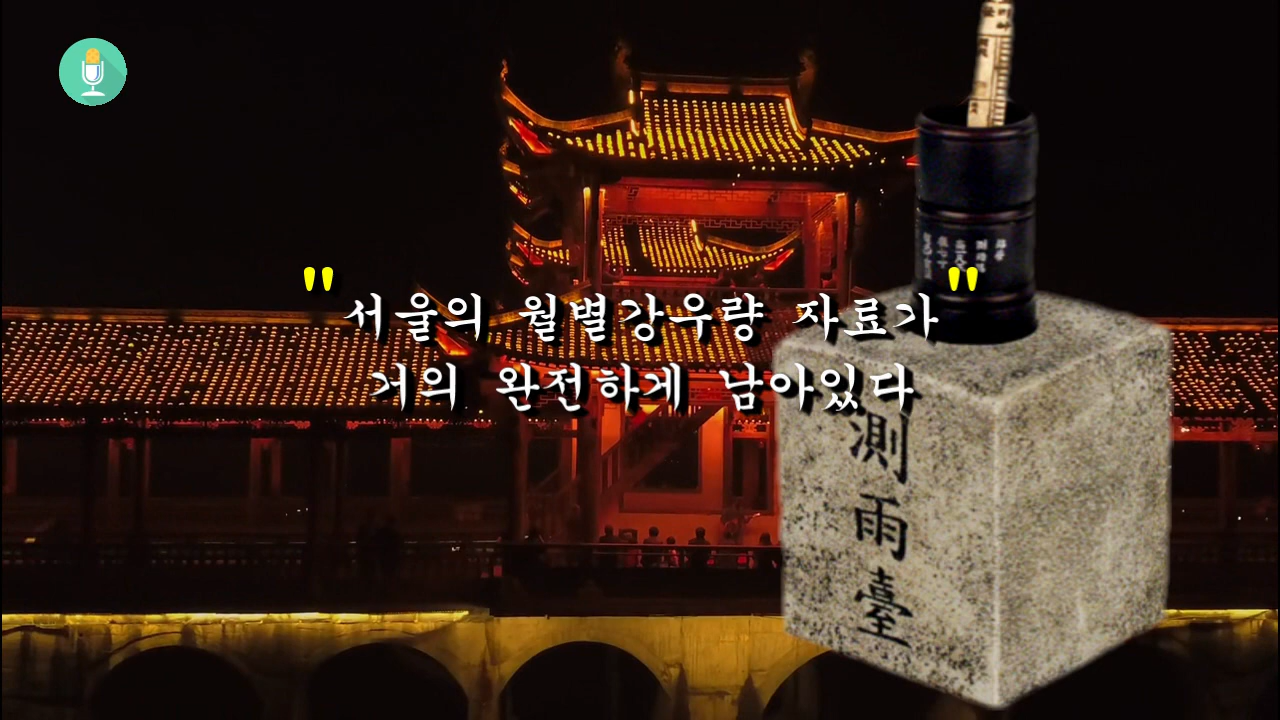 "서울의 월별강우량 자료가
거의 완전하게 남아있다"
測雨臺